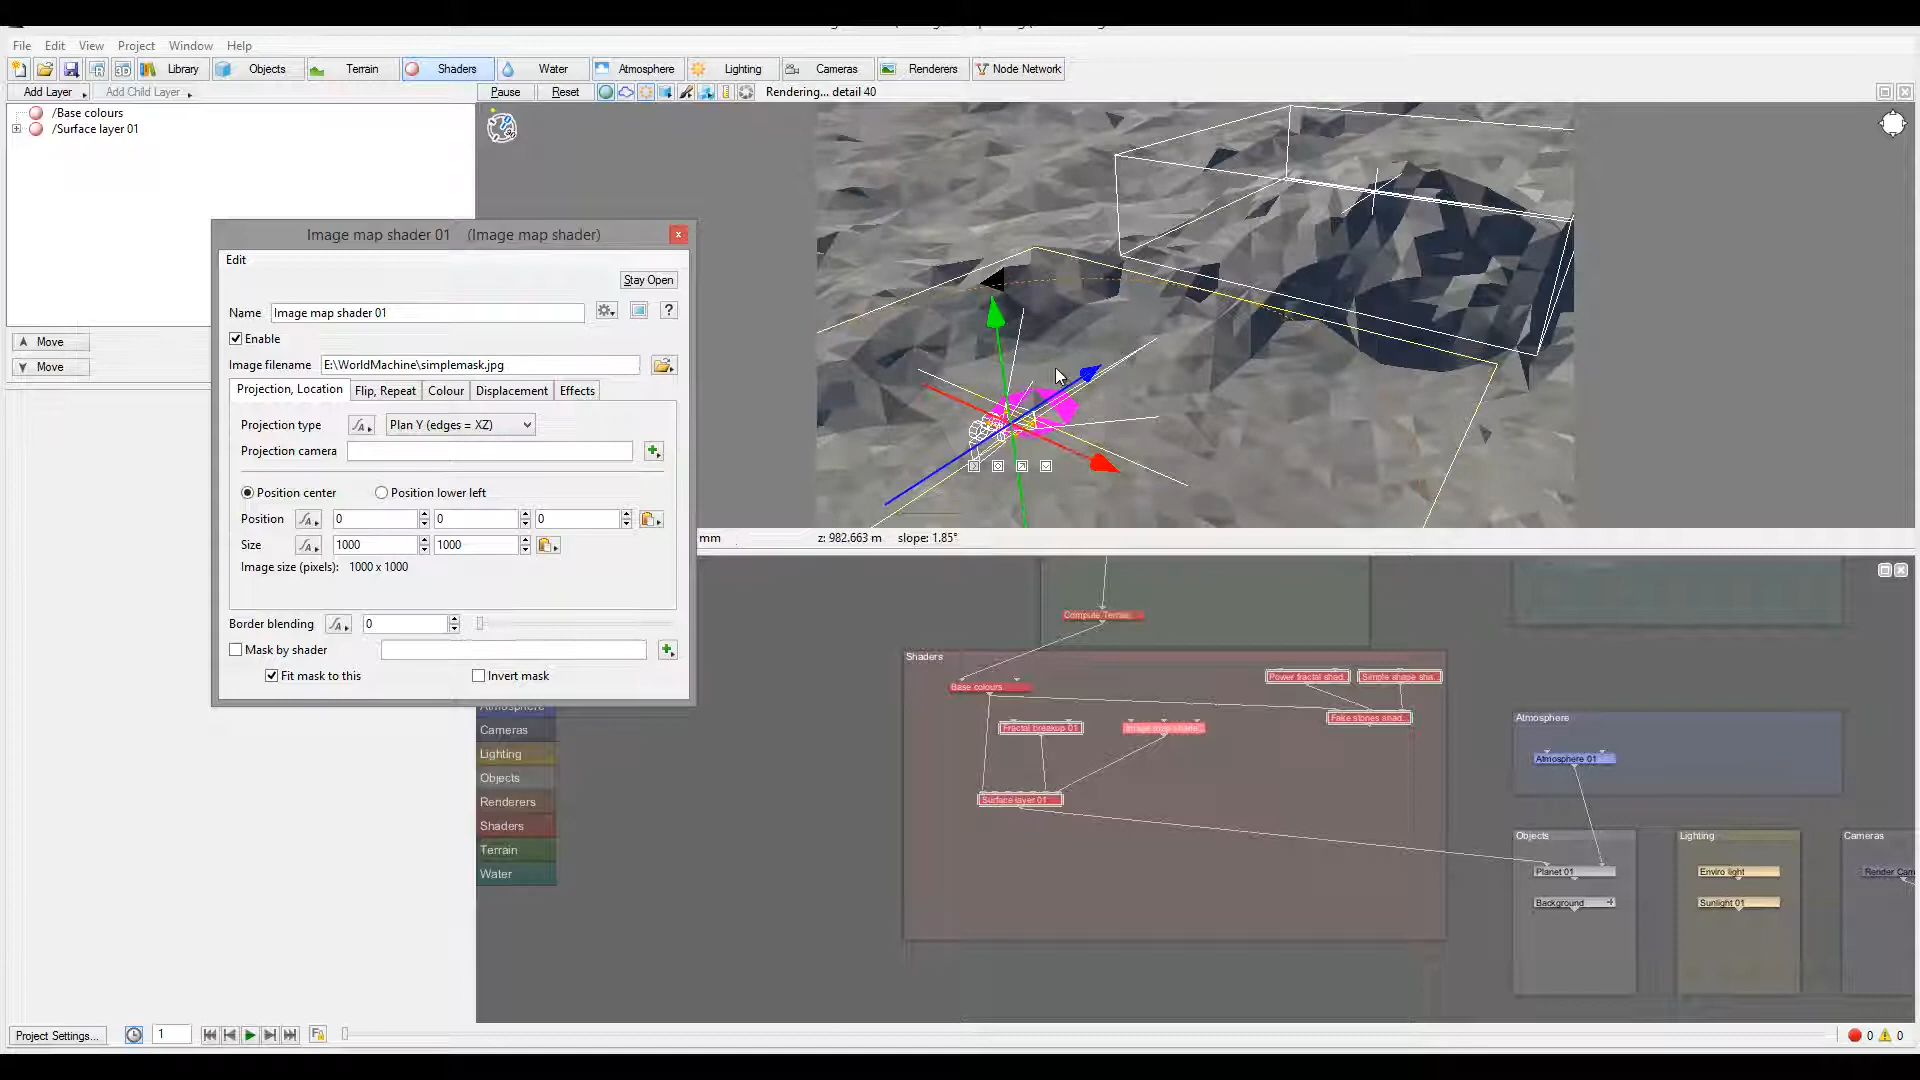 File Edit View Project Window Help
Library Objects Terrain Shaders Water Atmosphere Lighting Cameras Renderers Node Network
Add Layer Add Child Layer Pause Reset Rendering... detail 40
/Base colours
/Surface layer 01
Move
Move
Image map shader 01 (Image map shader)
Edit
Stay Open
Name Image map shader 01 ?
Enable
Image filename E:\WorldMachine\simplemask.jpg
Projection, Location Flip, Repeat Colour Displacement Effects
Projection type Plan Y (edges = XZ)
Projection camera
Position center Position lower left
Position 0 0 0
Size 1000 1000
Image size (pixels): 1000 x 1000
Border blending 0
Mask by shader
Fit mask to this Invert mask
mm z: 982.663 m slope: 1.85°
Compute Terrai...
Shaders
Base colours
Power fractal shad... Simple shape sha...
Fake stones shad...
Fractal breakup 01 Image map shade...
Surface layer 01
Atmosphere
Cameras
Lighting
Objects
Renderers
Shaders
Terrain
Water
Atmosphere
Atmosphere 01
Objects
Planet 01
Background
Lighting
Enviro light
Sunlight 01
Cameras
Render Cam
Project Settings... 1 0 0